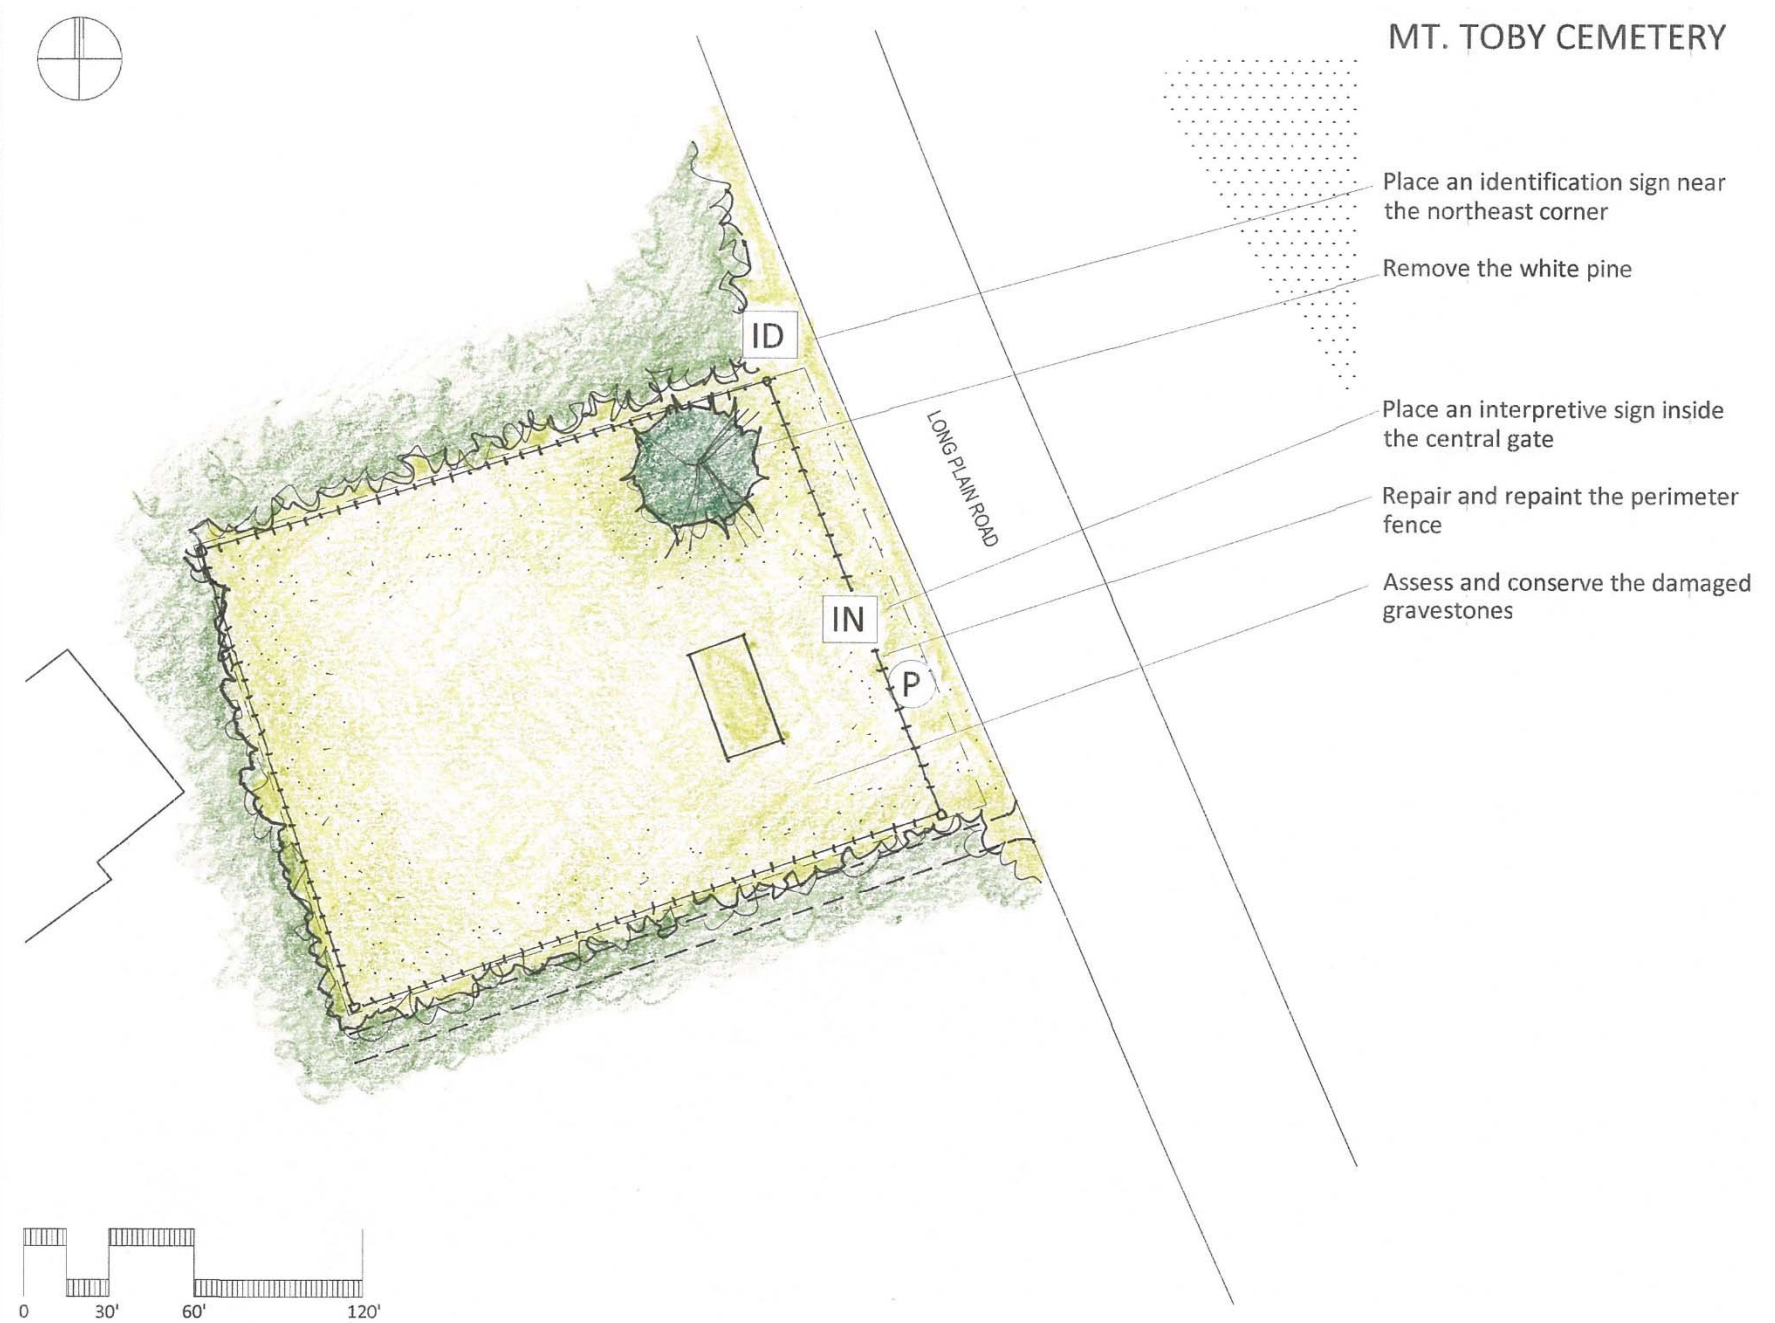 MT. TOBY CEMETERY
Place an identification sign near
the northeast corner
Remove the white pine
ID
Place an interpretive sign inside
the central gate
LONG PLAIN ROAD
Repair and repaint the perimeter
fence
Assess and conserve the damaged
gravestones
IN
P
0 30' 60' 120'